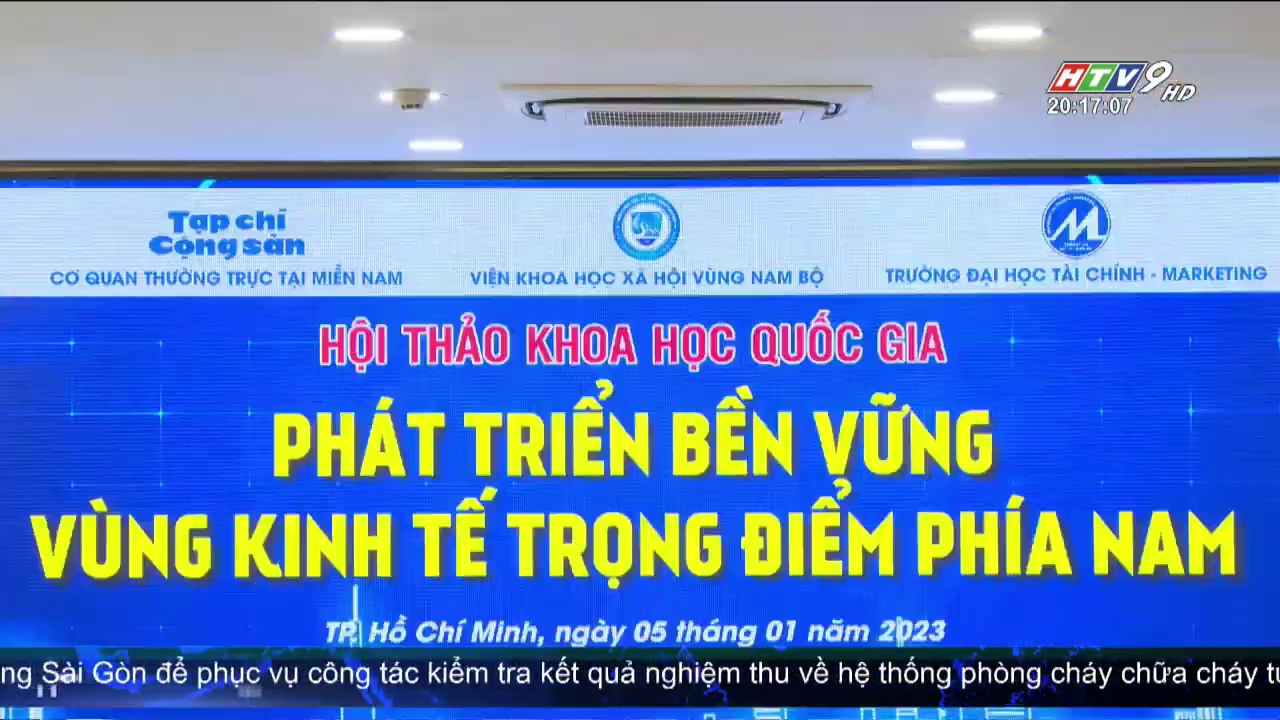 HTV9 HD
20:17:07
Tạp chí
Cộng sản
CƠ QUAN THƯỜNG TRỰC TẠI MIỀN NAM
VIỆN KHOA HỌC XÃ HỘI VÙNG NAM BỘ
TRƯỜNG ĐẠI HỌC TÀI CHÍNH - MARKETING
HỘI THẢO KHOA HỌC QUỐC GIA
PHÁT TRIỂN BỀN VỮNG
VÙNG KINH TẾ TRỌNG ĐIỂM PHÍA NAM
TP. Hồ Chí Minh, ngày 05 tháng 01 năm 2023
ng Sài Gòn để phục vụ công tác kiểm tra kết quả nghiệm thu về hệ thống phòng cháy chữa cháy